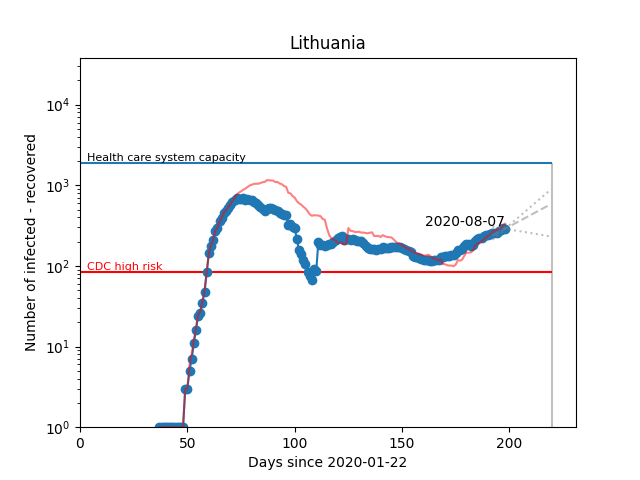 Lithuania
Number of infected - recovered
10⁴
10³
10²
10¹
10⁰
Health care system capacity
CDC high risk
2020-08-07
0 50 100 150 200
Days since 2020-01-22